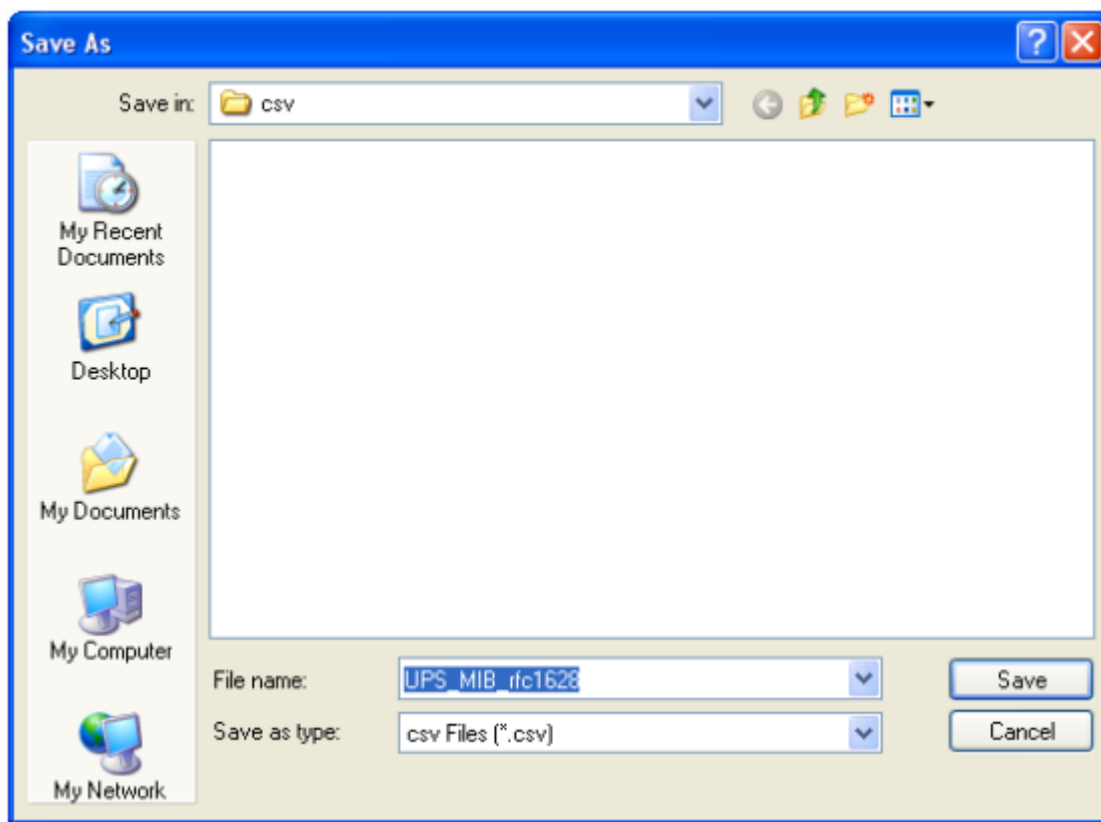 Save As
Save in: csv
My Recent
Documents
Desktop
My Documents
My Computer
My Network
File name: UPS_MIB_rfc1628 Save
Save as type: csv Files (*.csv) Cancel